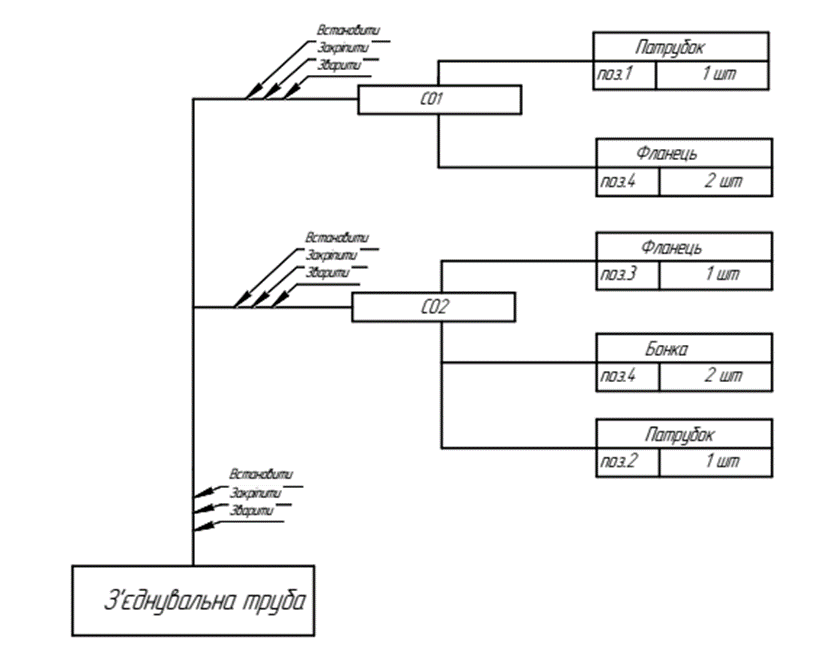 Встановити
Закріпити
Зварити
СО1
Патрубок
поз.1 1 шт
Фланець
поз.4 2 шт
Встановити
Закріпити
Зварити
СО2
Фланець
поз.3 1 шт
Бонка
поз.4 2 шт
Патрубок
поз.2 1 шт
Встановити
Закріпити
Зварити
З'єднувальна труба